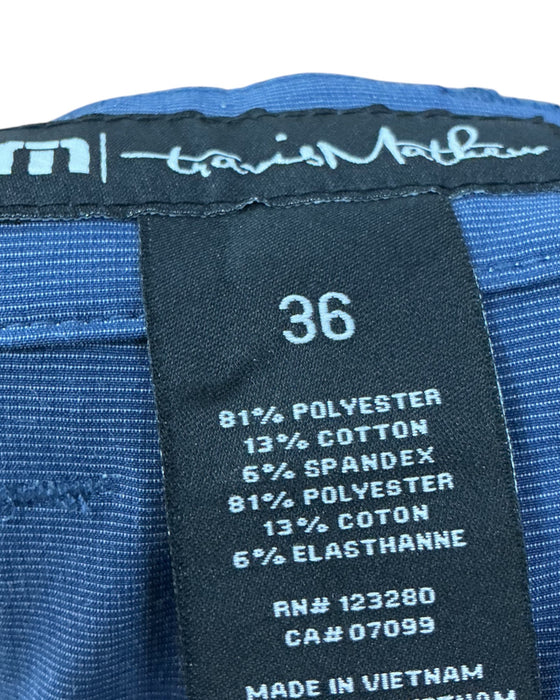 m | TravisMathew
36
81% POLYESTER
13% COTTON
6% SPANDEX
81% POLYESTER
13% COTON
6% ELASTHANNE
RN# 123280
CA# 07099
MADE IN VIETNAM